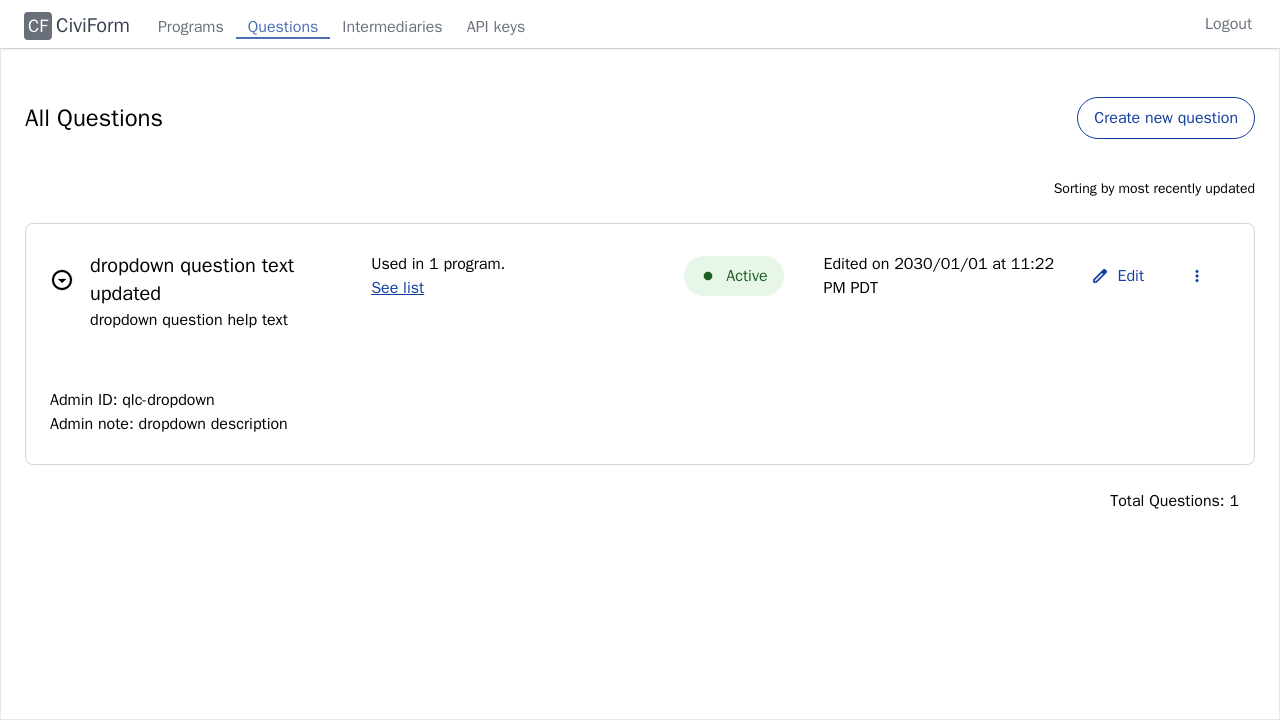 CF CiviForm Programs Questions Intermediaries API keys Logout
All Questions
Create new question
Sorting by most recently updated
dropdown question text
updated
dropdown question help text
Used in 1 program.
See list
Active
Edited on 2030/01/01 at 11:22
PM PDT
Edit
Admin ID: qlc-dropdown
Admin note: dropdown description
Total Questions: 1